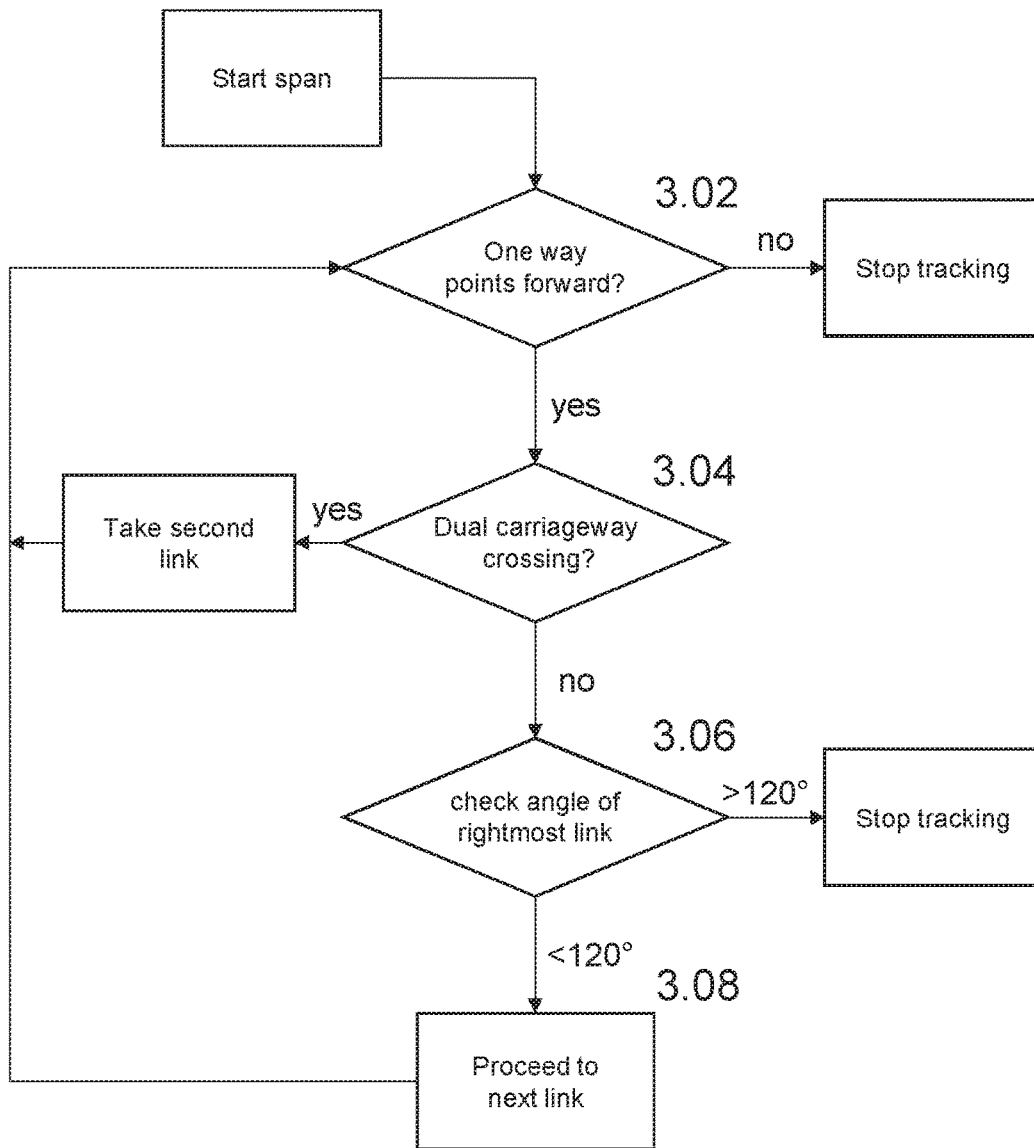 Start span
3.02
One way
points forward?
no
Stop tracking
yes
3.04
Take second
link
yes
Dual carriageway
crossing?
no
3.06
check angle of
rightmost link
>120°
Stop tracking
<120°
3.08
Proceed to
next link